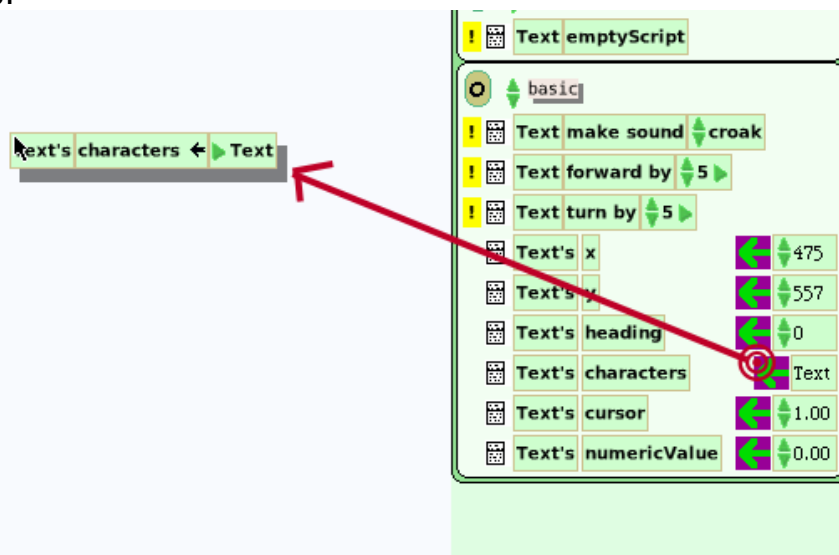 ! Text emptyScript
basic
! Text make sound croak
! Text forward by 5
! Text turn by 5
Text's characters ← Text
Text's x 475
Text's y 557
Text's heading 0
Text's characters Text
Text's cursor 1.00
Text's numericValue 0.00